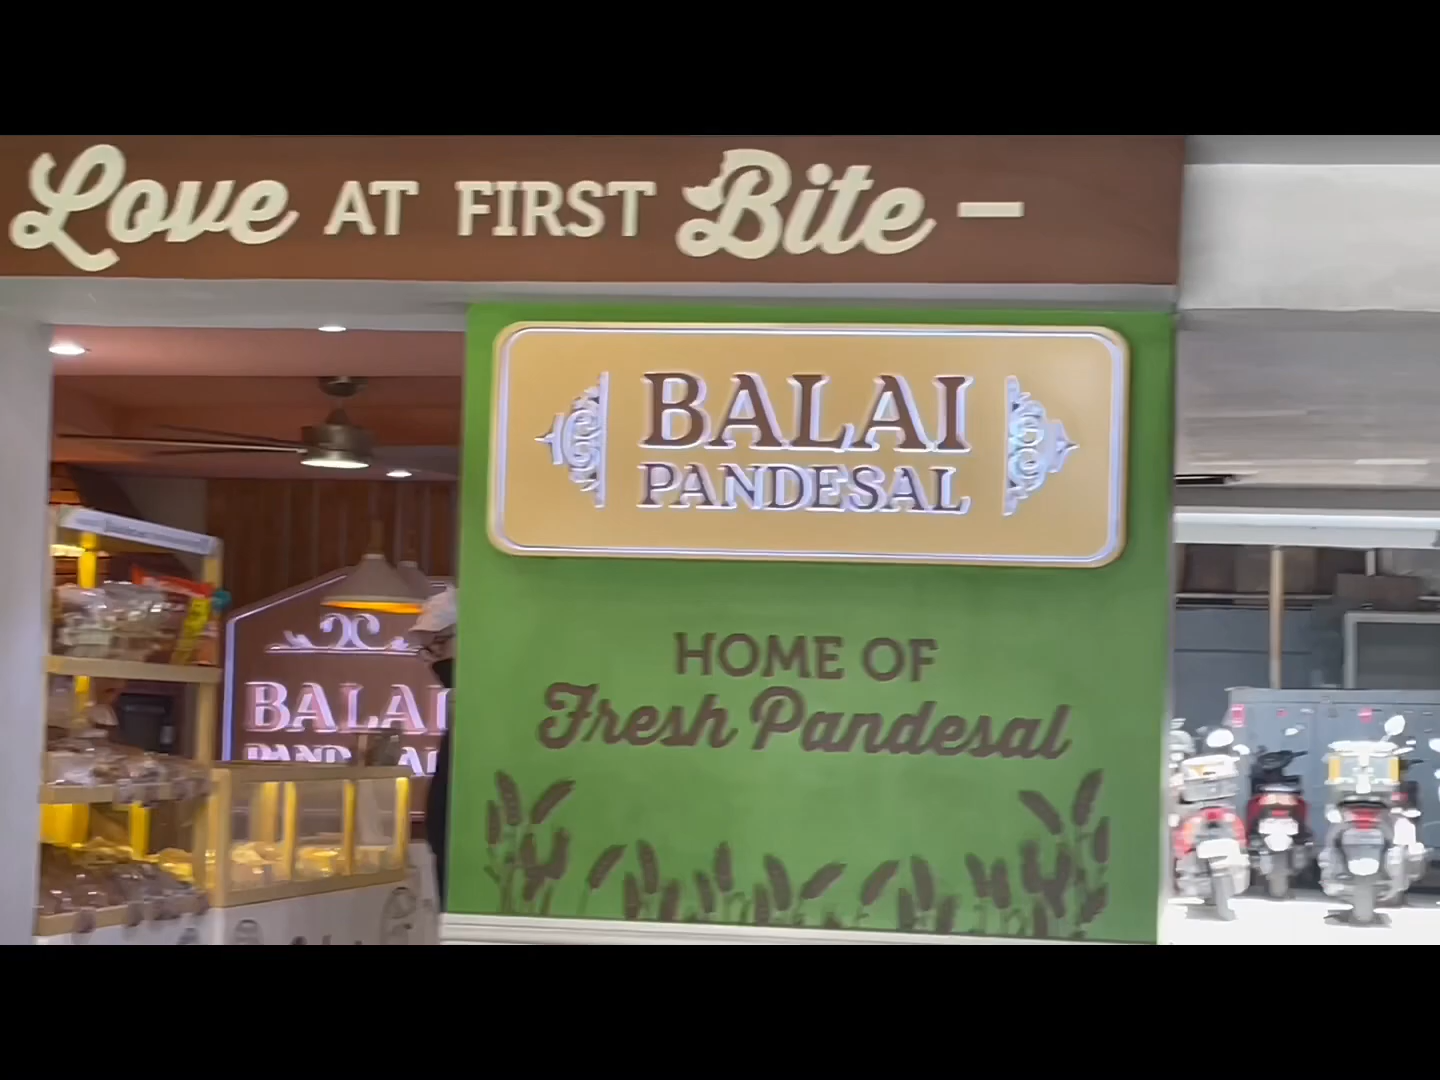 Love AT FIRST Bite –
BALAI
PANDESAL
HOME OF
Fresh Pandesal
BALAI